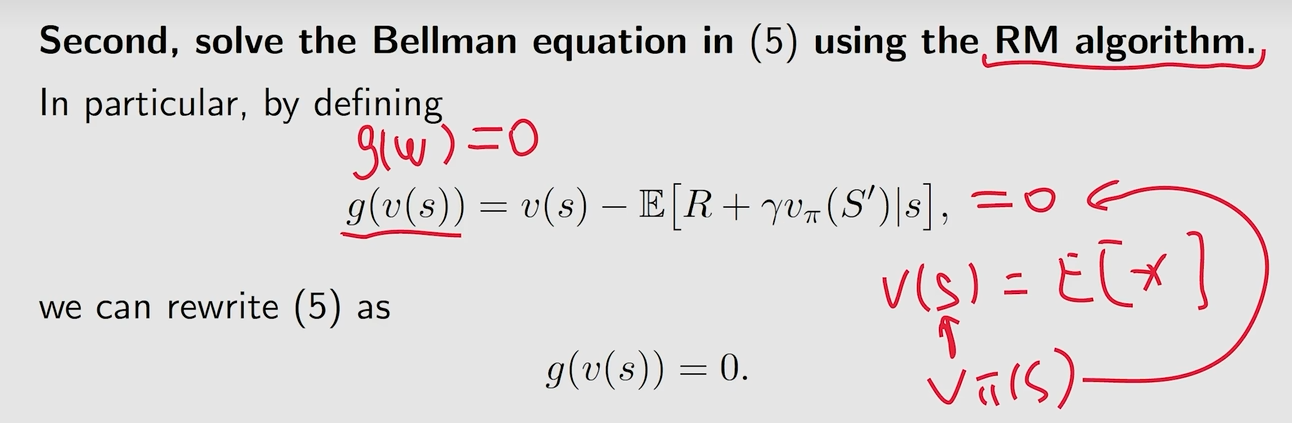 Second, solve the Bellman equation in (5) using the RM algorithm.
In particular, by defining
g(w)=0
g(v(s)) = v(s) − 𝔼[R + γv_π(S′)|s], =0
v(s) = E[*]
we can rewrite (5) as
g(v(s)) = 0.
v_π(s)